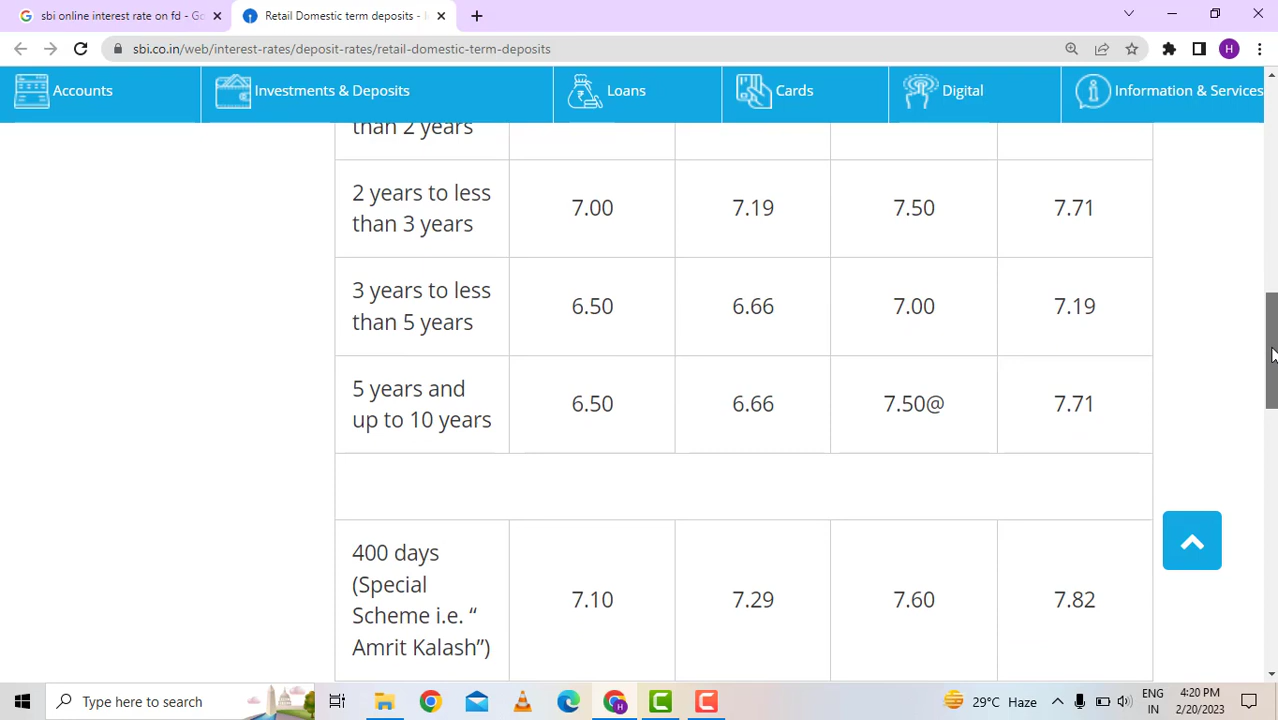 sbi online interest rate on fd - Go
Retail Domestic term deposits -
sbi.co.in/web/interest-rates/deposit-rates/retail-domestic-term-deposits
H
Accounts
Investments & Deposits
Loans
Cards
Digital
Information & Services
than 2 years
2 years to less
than 3 years
7.00
7.19
7.50
7.71
3 years to less
than 5 years
6.50
6.66
7.00
7.19
5 years and
up to 10 years
6.50
6.66
7.50@
7.71
400 days
(Special
Scheme i.e. “
Amrit Kalash”)
7.10
7.29
7.60
7.82
Type here to search
29°C Haze
ENG
IN
4:20 PM
2/20/2023